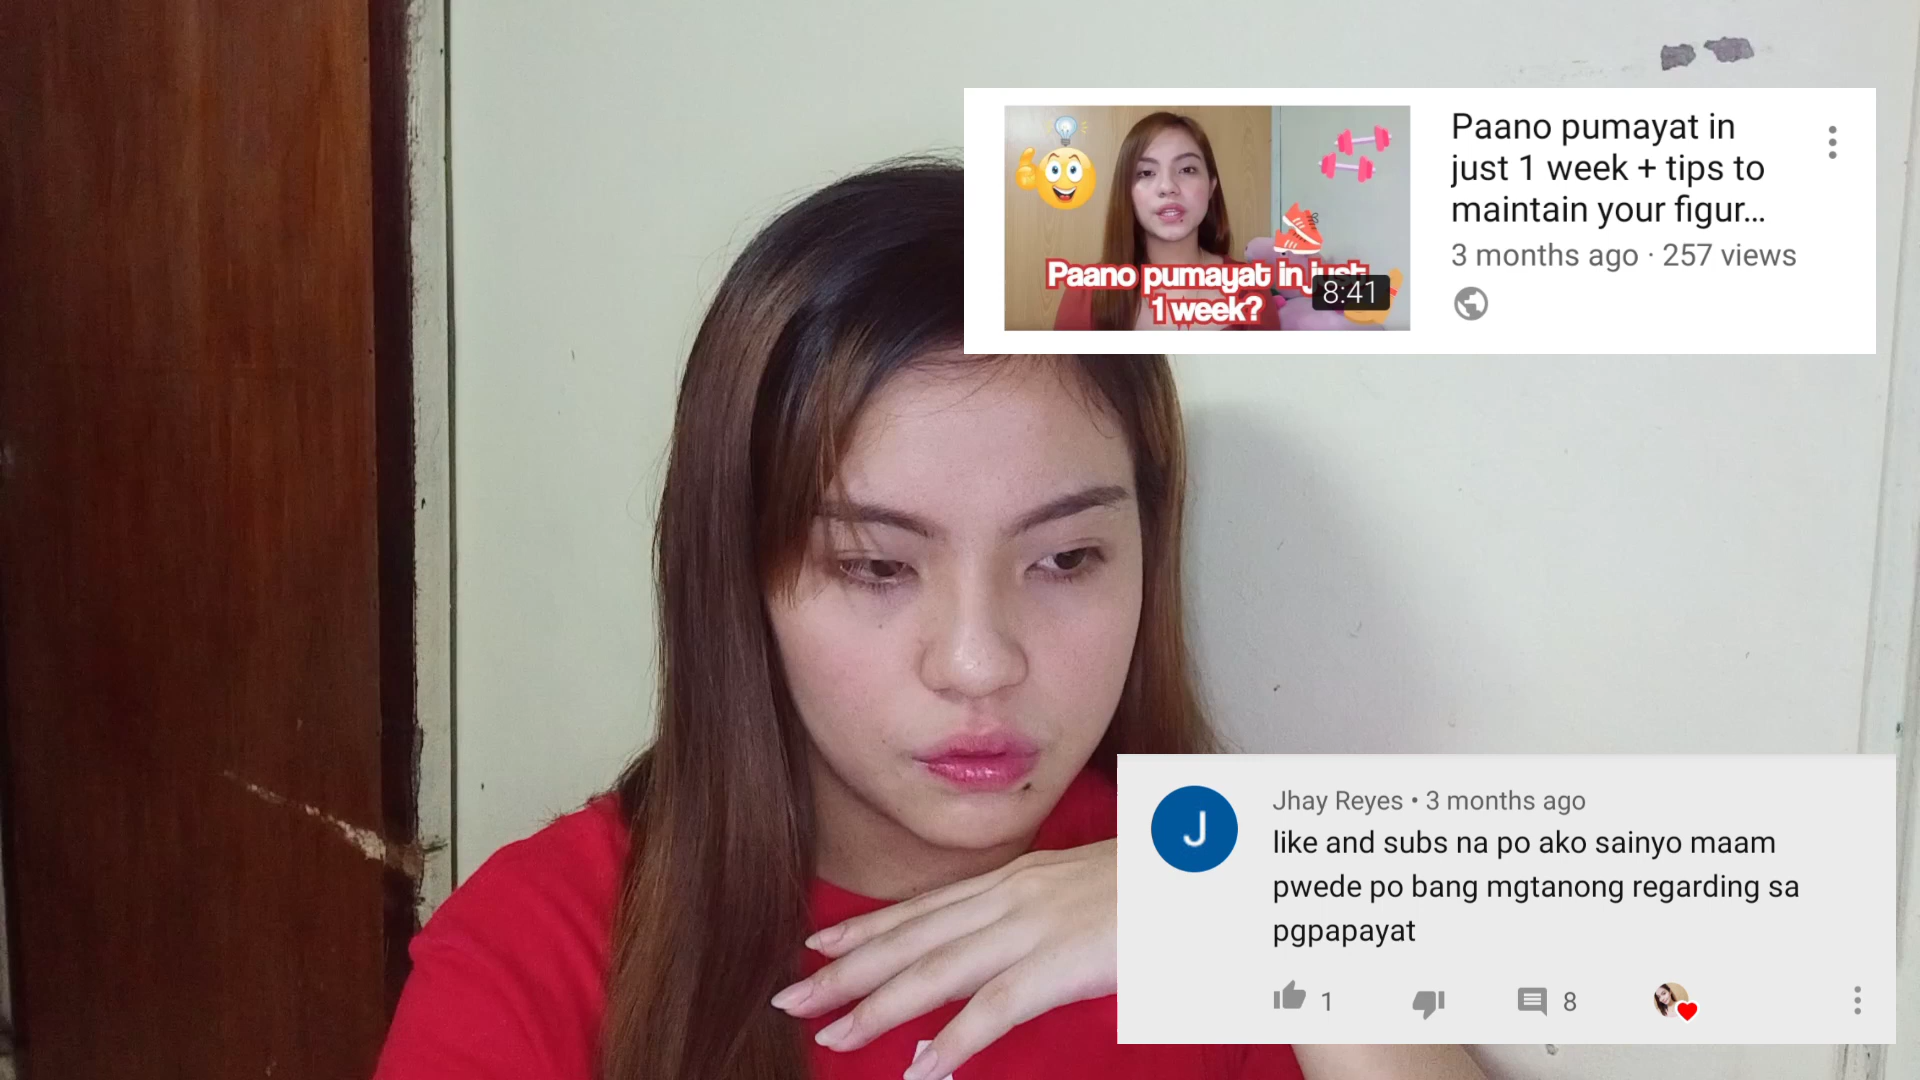 Paano pumayat in just
1 week?
8:41
Paano pumayat in
just 1 week + tips to
maintain your figur...
3 months ago · 257 views
J
Jhay Reyes • 3 months ago
like and subs na po ako sainyo maam
pwede po bang mgtanong regarding sa
pgpapayat
1
8